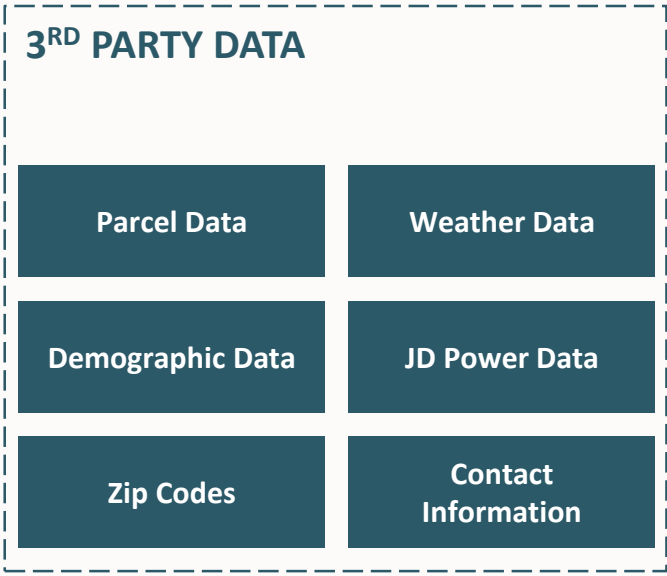 3RD PARTY DATA
Parcel Data
Weather Data
Demographic Data
JD Power Data
Zip Codes
Contact
Information